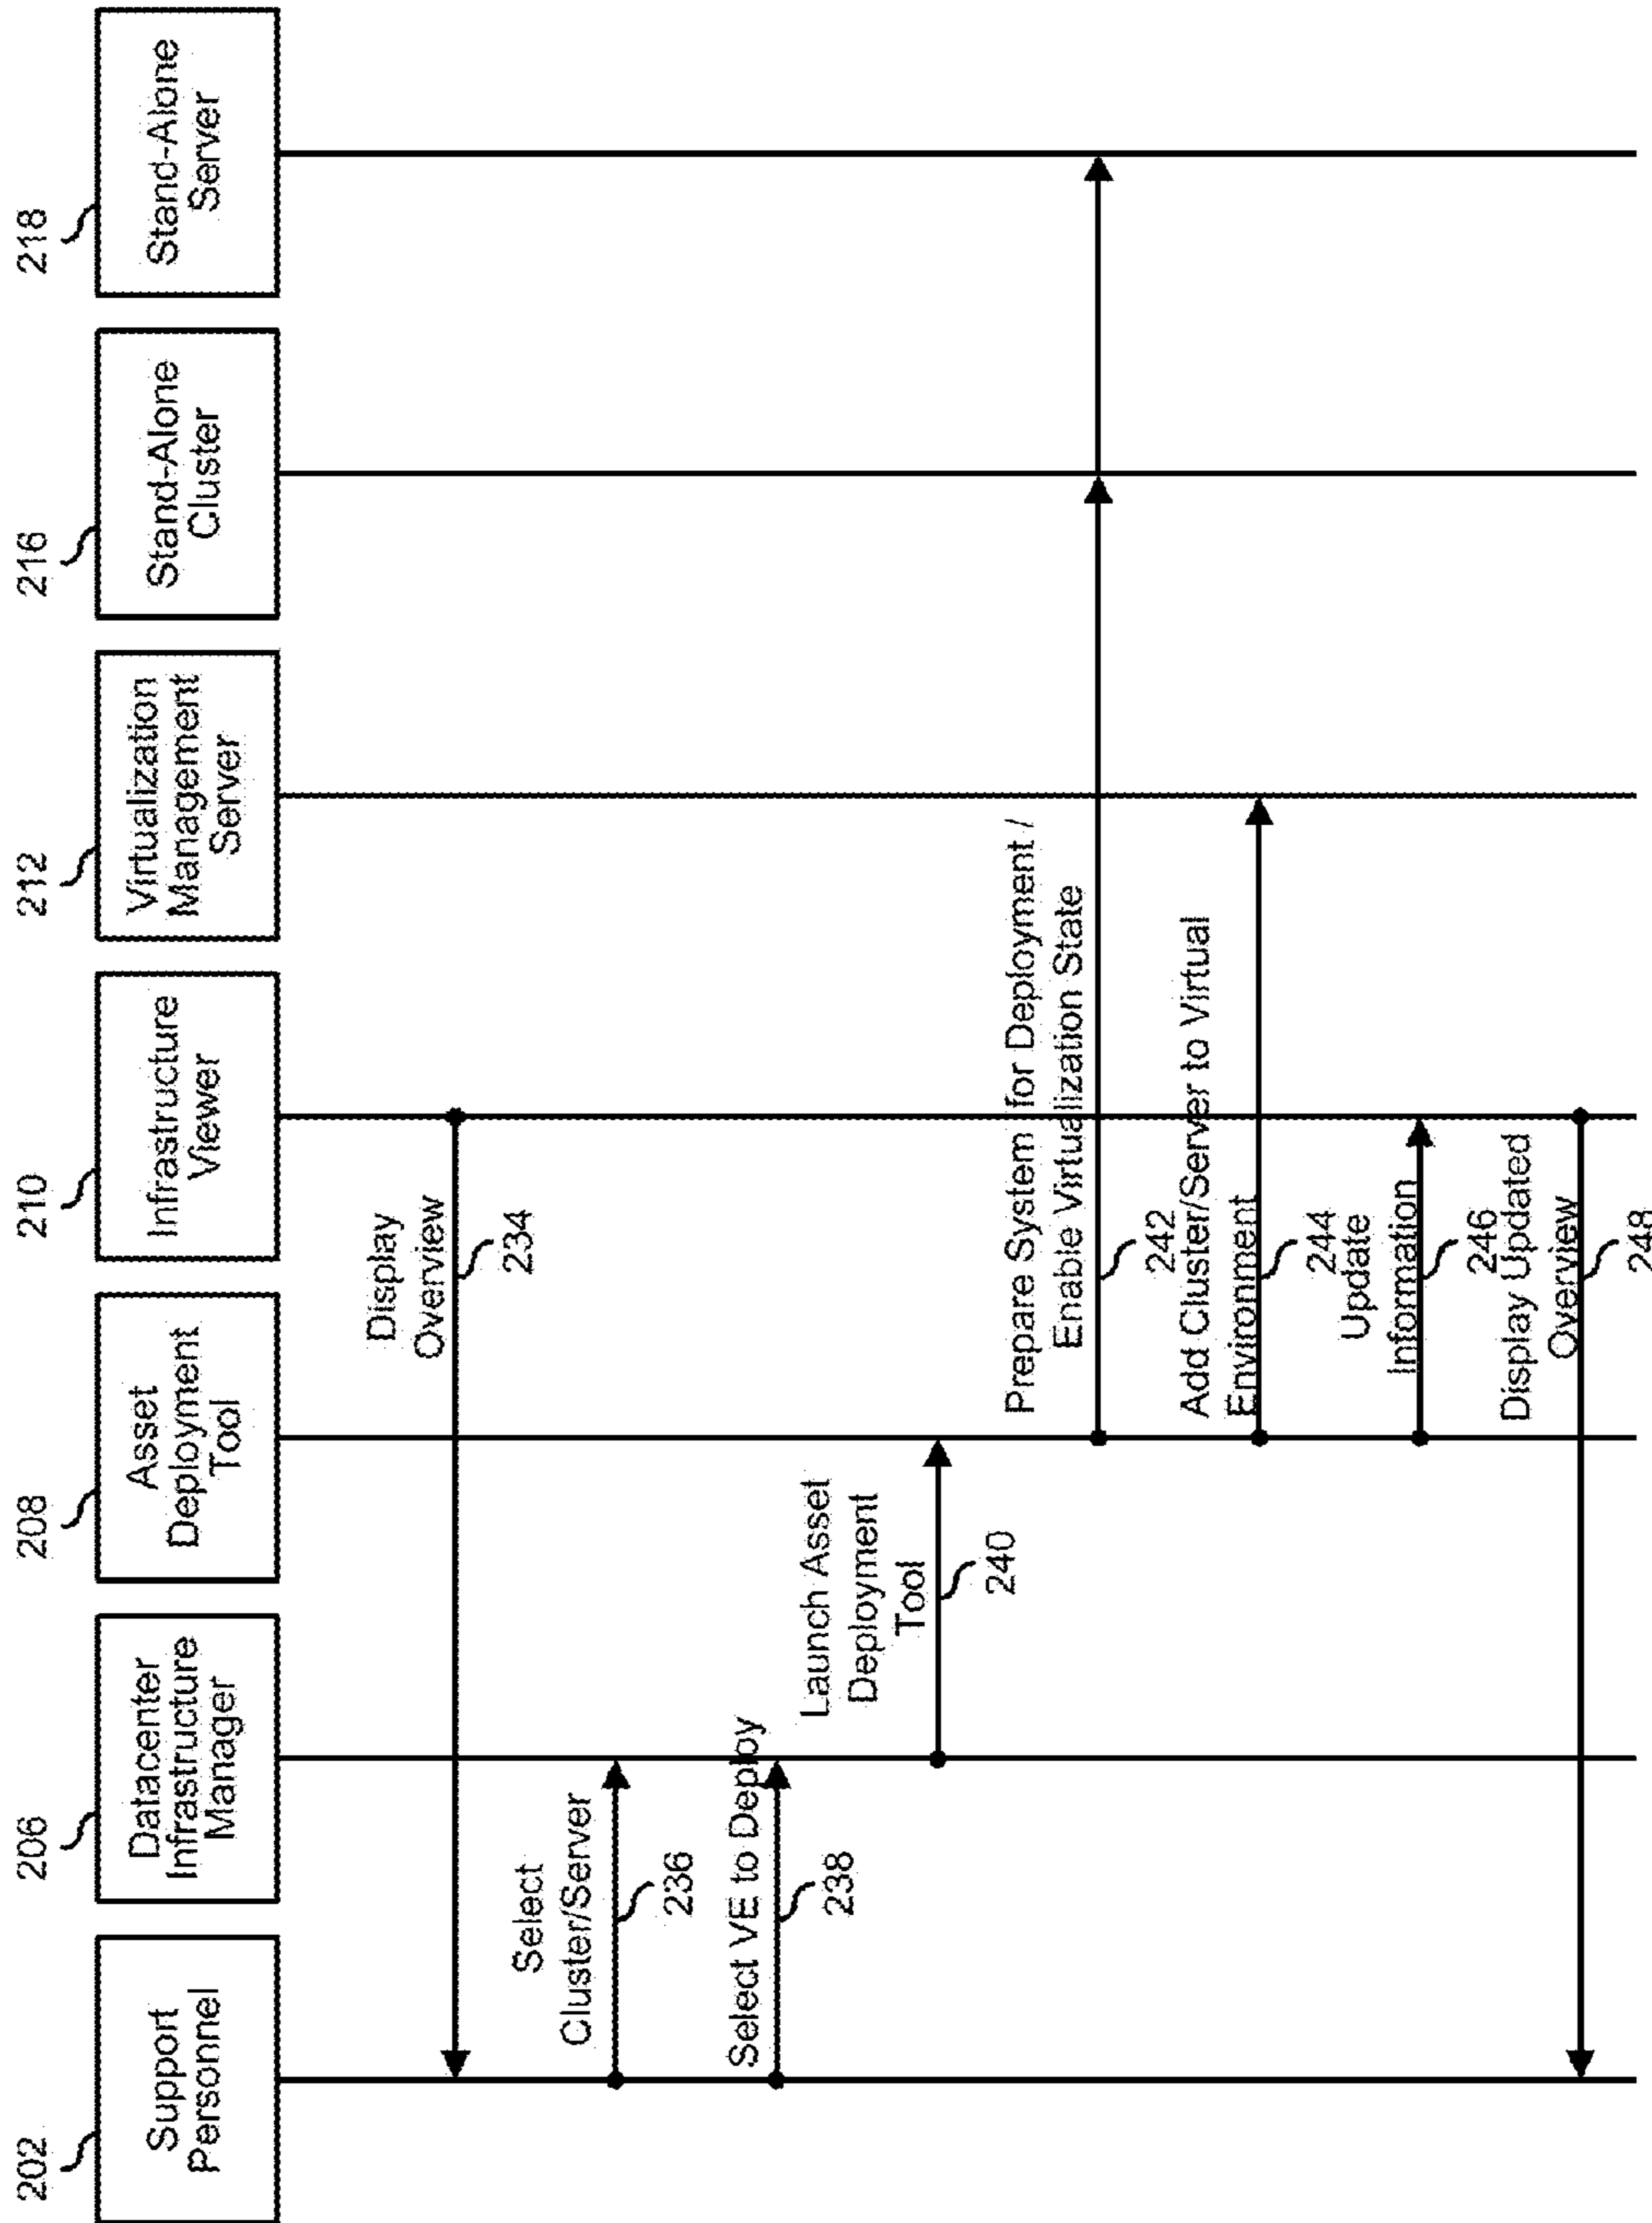 202
Support
Personnel
206
Datacenter
Infrastructure
Manager
208
Asset
Deployment
Tool
210
Infrastructure
Viewer
212
Virtualization
Management
Server
216
Stand-Alone
Cluster
218
Stand-Alone
Server
Display
Overview
234
Select
Cluster/Server
236
Select VE to Deploy
238
Launch Asset
Deployment
Tool
240
Prepare System for Deployment /
Enable Virtualization State
242
Add Cluster/Server to Virtual
Environment
244
Update
Information
246
Display Updated
Overview
248